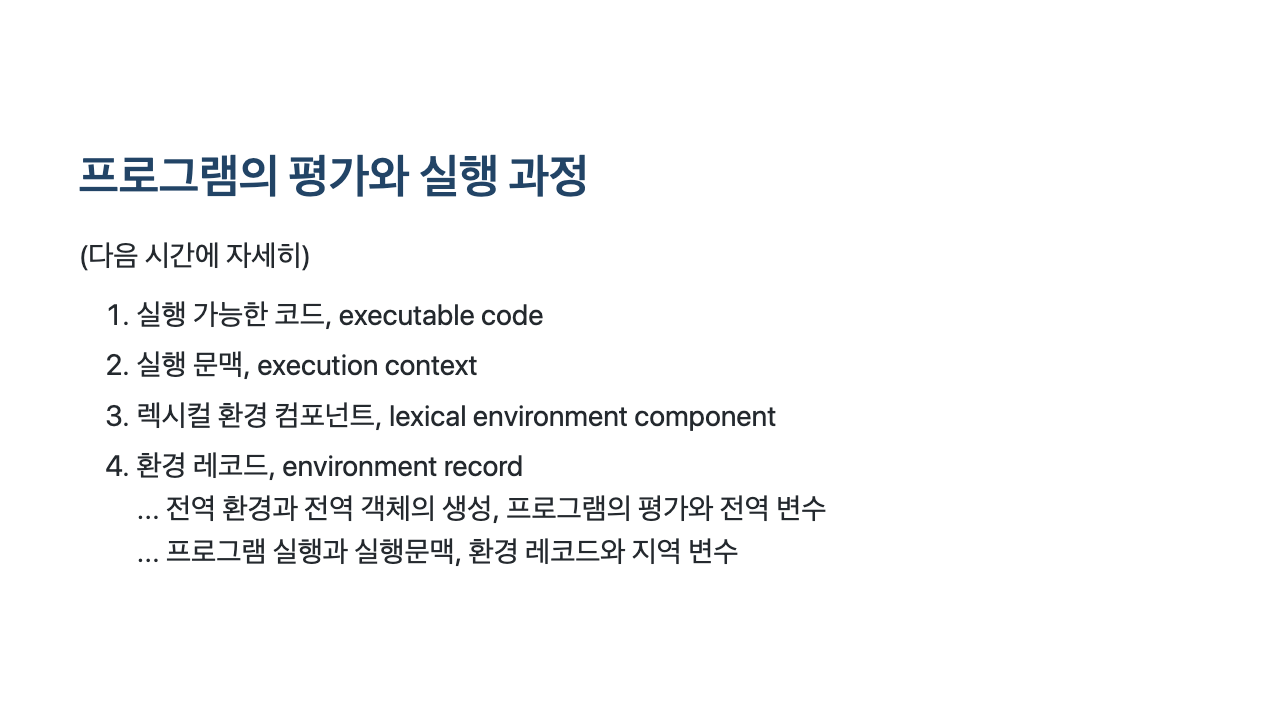 프로그램의 평가와 실행 과정
(다음 시간에 자세히)
1. 실행 가능한 코드, executable code
2. 실행 문맥, execution context
3. 렉시컬 환경 컴포넌트, lexical environment component
4. 환경 레코드, environment record
... 전역 환경과 전역 객체의 생성, 프로그램의 평가와 전역 변수
... 프로그램 실행과 실행문맥, 환경 레코드와 지역 변수